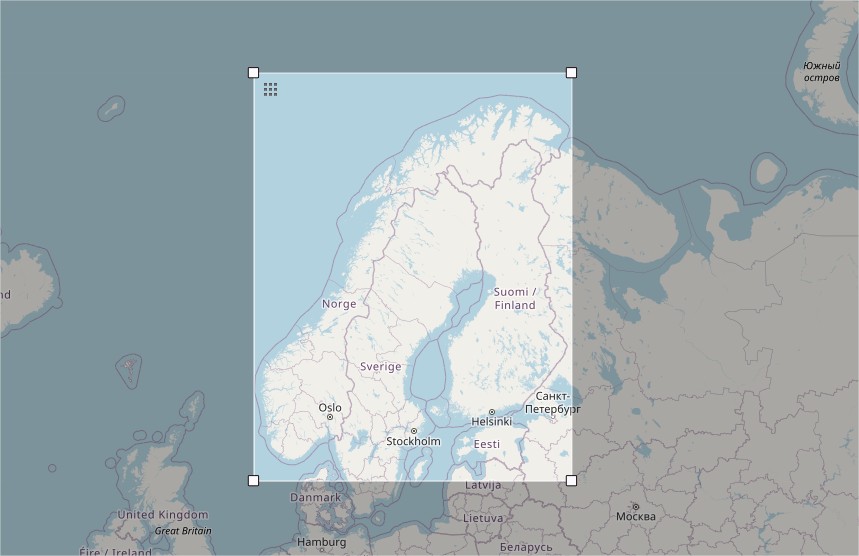 Южный
остров
nd
Norge
Suomi /
Finland
Sverige
Санкт-
Петербург
Oslo
Helsinki
Stockholm
Eesti
Latvija
Danmark
United Kingdom
Great Britain
Lietuva
Москва
Hamburg
Беларусь
Éire / Ireland